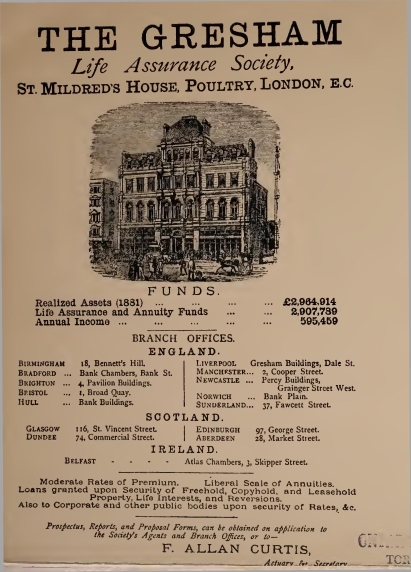 THE GRESHAM
Life Assurance Society,
ST. MILDRED'S HOUSE, POULTRY, LONDON, E.C.
FUNDS.
Realized Assets (1881) ... ... ... ... £2,964,914
Life Assurance and Annuity Funds ... ... 2,907,789
Annual Income ... ... ... ... ... 595,459
BRANCH OFFICES.
ENGLAND.
BIRMINGHAM 18, Bennett's Hill.
BRADFORD ... Bank Chambers, Bank St.
BRIGHTON ... 4, Pavilion Buildings.
BRISTOL ... 1, Broad Quay.
HULL ... Bank Buildings.
LIVERPOOL Gresham Buildings, Dale St.
MANCHESTER... 2, Cooper Street.
NEWCASTLE ... Percy Buildings,
Grainger Street West.
NORWICH ... Bank Plain.
SUNDERLAND... 37, Fawcett Street.
SCOTLAND.
GLASGOW 116, St. Vincent Street.
DUNDEE 74, Commercial Street.
EDINBURGH 97, George Street.
ABERDEEN 28, Market Street.
IRELAND.
BELFAST - - - - Atlas Chambers, 3, Skipper Street.
Moderate Rates of Premium. Liberal Scale of Annuities.
Loans granted upon Security of Freehold, Copyhold, and Leasehold
Property, Life Interests, and Reversions.
Also to Corporate and other public bodies upon security of Rates, &c.
Prospectus, Reports, and Proposal Forms, can be obtained on application to
the Society's Agents and Branch Offices, or to—
F. ALLAN CURTIS,
Actuary & Secretary.